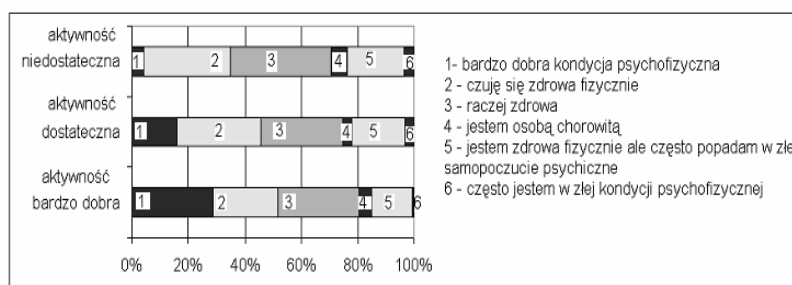 aktywność
niedostateczna
1 2 3 4 5 6
aktywność
dostateczna
1 2 3 4 5 6
aktywność
bardzo dobra
1 2 3 4 5 6
0% 20% 40% 60% 80% 100%
1- bardzo dobra kondycja psychofizyczna
2 - czuję się zdrowa fizycznie
3 - raczej zdrowa
4 - jestem osobą chorowitą
5 - jestem zdrowa fizycznie ale często popadam w złe
samopoczucie psychiczne
6 - często jestem w złej kondycji psychofizycznej